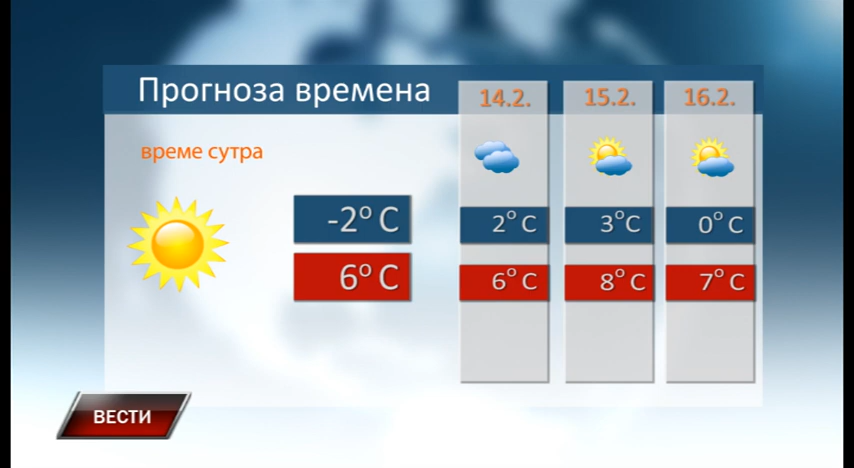 Прогноза времена
време сутра
-2° C
6° C
14.2.
15.2.
16.2.
2° C
3°C
0° C
6° C
8° C
7° C
ВЕСТИ